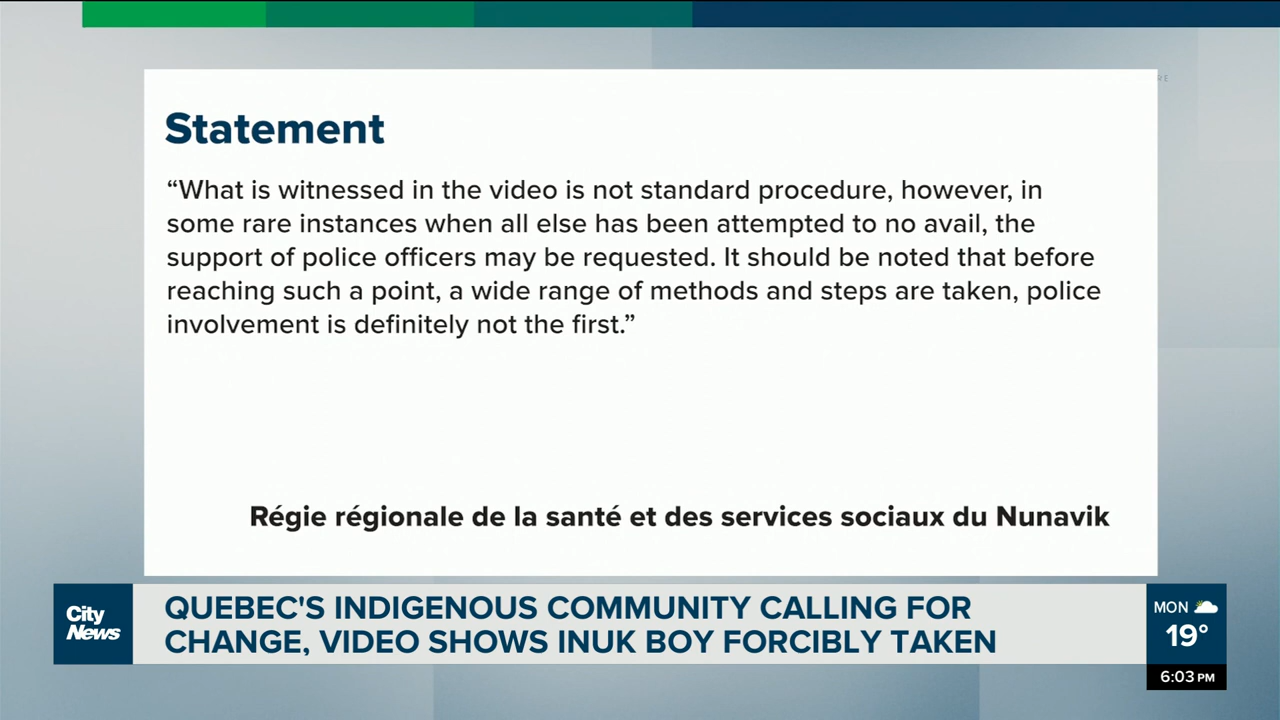 Statement
“What is witnessed in the video is not standard procedure, however, in
some rare instances when all else has been attempted to no avail, the
support of police officers may be requested. It should be noted that before
reaching such a point, a wide range of methods and steps are taken, police
involvement is definitely not the first.”
Régie régionale de la santé et des services sociaux du Nunavik
City
News
QUEBEC'S INDIGENOUS COMMUNITY CALLING FOR
CHANGE, VIDEO SHOWS INUK BOY FORCIBLY TAKEN
MON
19°
6:03 PM